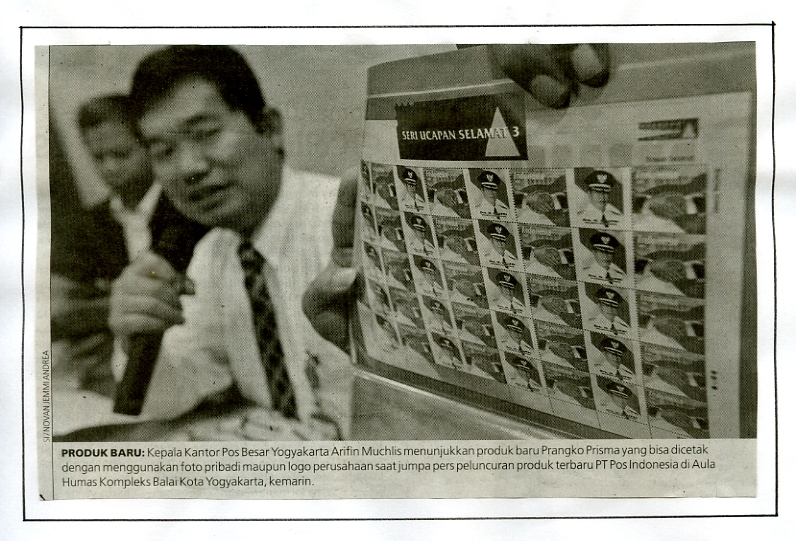 SERI UCAPAN SELAMAT 3
SI/NOVAN JEMMI ANDREA
PRODUK BARU: Kepala Kantor Pos Besar Yogyakarta Arifin Muchlis menunjukkan produk baru Prangko Prisma yang bisa dicetak
dengan menggunakan foto pribadi maupun logo perusahaan saat jumpa pers peluncuran produk terbaru PT Pos Indonesia di Aula
Humas Kompleks Balai Kota Yogyakarta, kemarin.